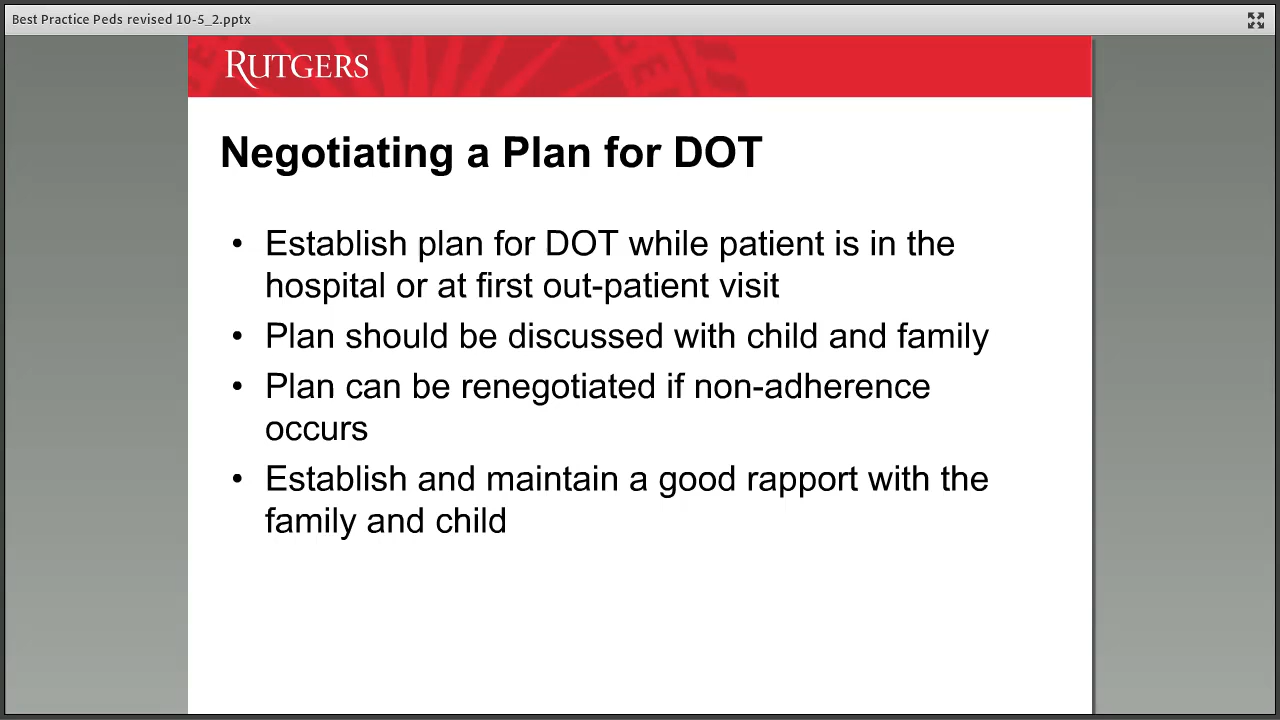 Best Practice Peds revised 10-5_2.pptx
RUTGERS
Negotiating a Plan for DOT
• Establish plan for DOT while patient is in the
hospital or at first out-patient visit
• Plan should be discussed with child and family
• Plan can be renegotiated if non-adherence
occurs
• Establish and maintain a good rapport with the
family and child